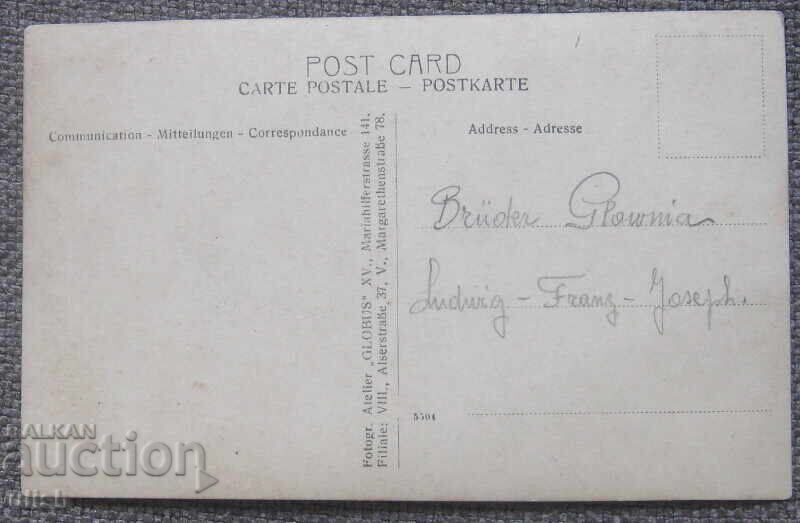 POST CARD
CARTE POSTALE — POSTKARTE
Communication - Mitteilungen - Correspondance
Address - Adresse
Fotogr. Atelier „GLOBUS" XV., Mariahilferstrasse 141.
Filiale: VIII., Alserstraße 37, V., Margarethenstraße 78.
Brüder Glownia
Ludwig - Franz - Joseph.
5504
BALKAN
auction